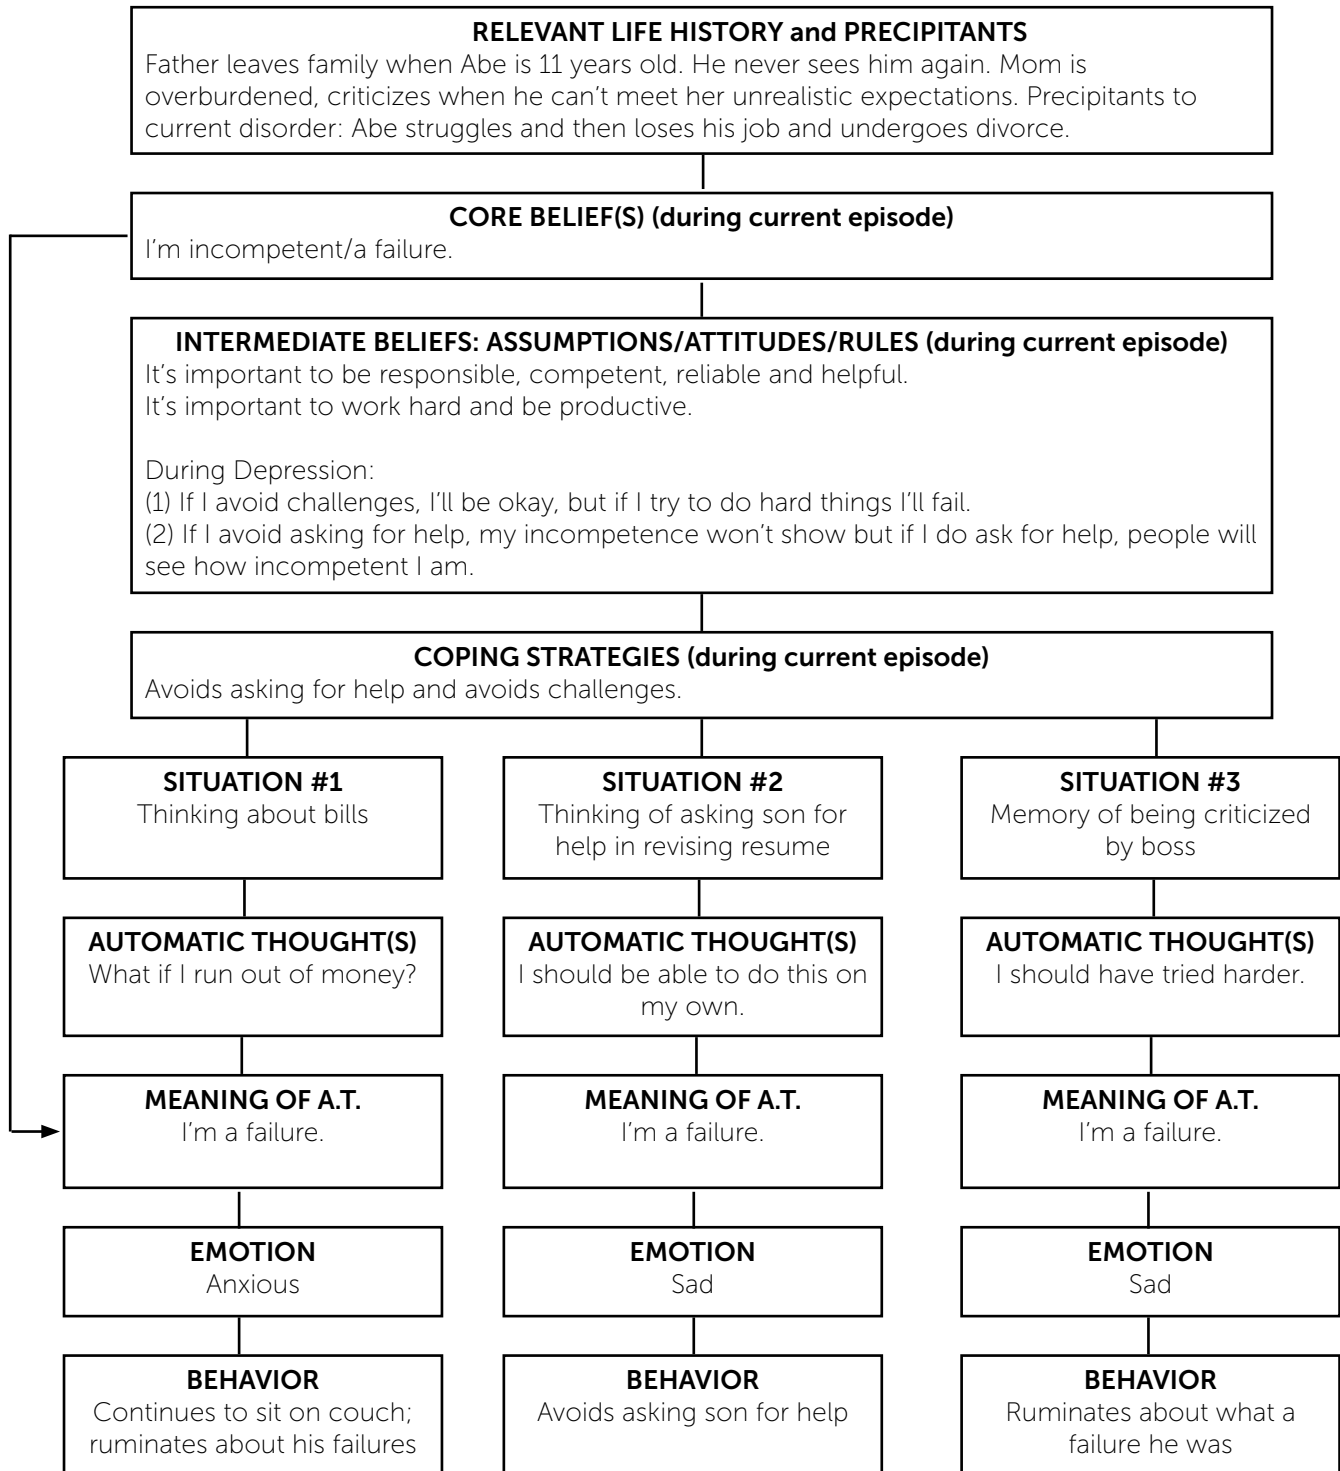 RELEVANT LIFE HISTORY and PRECIPITANTS
Father leaves family when Abe is 11 years old. He never sees him again. Mom is
overburdened, criticizes when he can't meet her unrealistic expectations. Precipitants to
current disorder: Abe struggles and then loses his job and undergoes divorce.
CORE BELIEF(S) (during current episode)
I'm incompetent/a failure.
INTERMEDIATE BELIEFS: ASSUMPTIONS/ATTITUDES/RULES (during current episode)
It's important to be responsible, competent, reliable and helpful.
It's important to work hard and be productive.
During Depression:
(1) If I avoid challenges, I'll be okay, but if I try to do hard things I'll fail.
(2) If I avoid asking for help, my incompetence won't show but if I do ask for help, people will
see how incompetent I am.
COPING STRATEGIES (during current episode)
Avoids asking for help and avoids challenges.
SITUATION #1
Thinking about bills
AUTOMATIC THOUGHT(S)
What if I run out of money?
MEANING OF A.T.
I'm a failure.
EMOTION
Anxious
BEHAVIOR
Continues to sit on couch;
ruminates about his failures
SITUATION #2
Thinking of asking son for
help in revising resume
AUTOMATIC THOUGHT(S)
I should be able to do this on
my own.
MEANING OF A.T.
I'm a failure.
EMOTION
Sad
BEHAVIOR
Avoids asking son for help
SITUATION #3
Memory of being criticized
by boss
AUTOMATIC THOUGHT(S)
I should have tried harder.
MEANING OF A.T.
I'm a failure.
EMOTION
Sad
BEHAVIOR
Ruminates about what a
failure he was